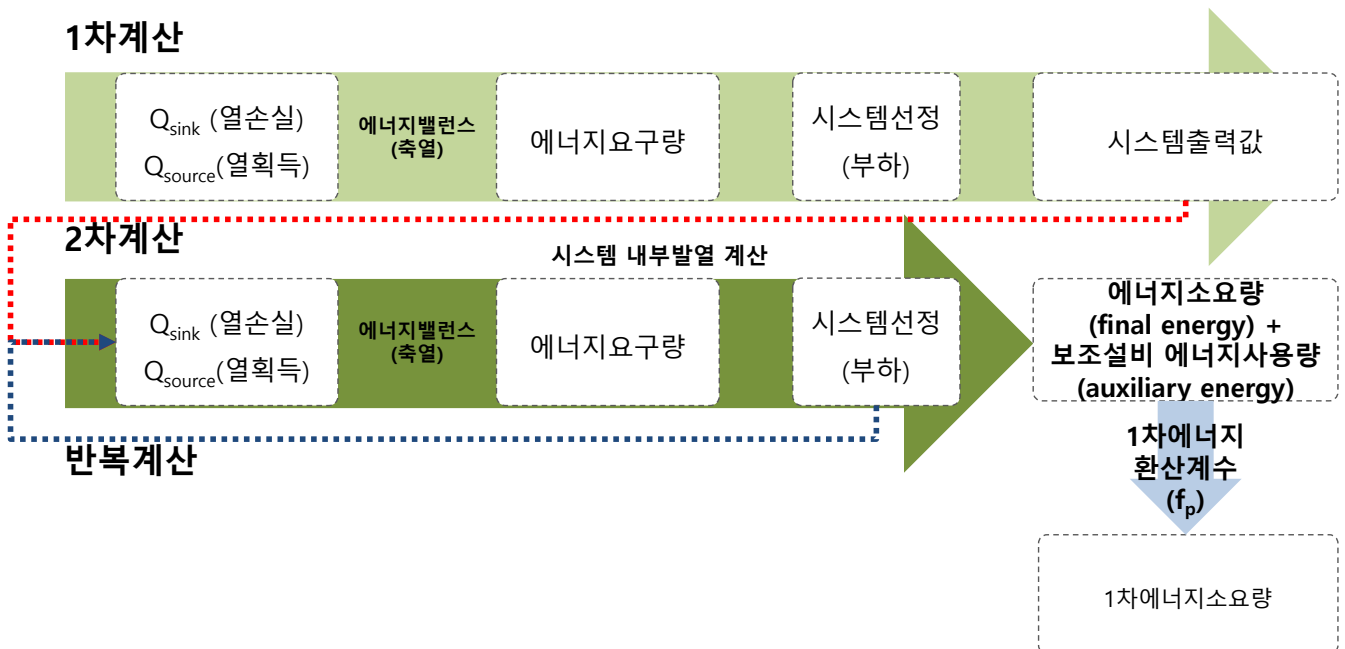 1차계산
Qsink (열손실)
Qsource(열획득)
에너지밸런스
(축열)
에너지요구량
시스템선정
(부하)
시스템출력값
2차계산
시스템 내부발열 계산
Qsink (열손실)
Qsource(열획득)
에너지밸런스
(축열)
에너지요구량
시스템선정
(부하)
에너지소요량
(final energy) +
보조설비 에너지사용량
(auxiliary energy)
반복계산
1차에너지
환산계수
(fp)
1차에너지소요량